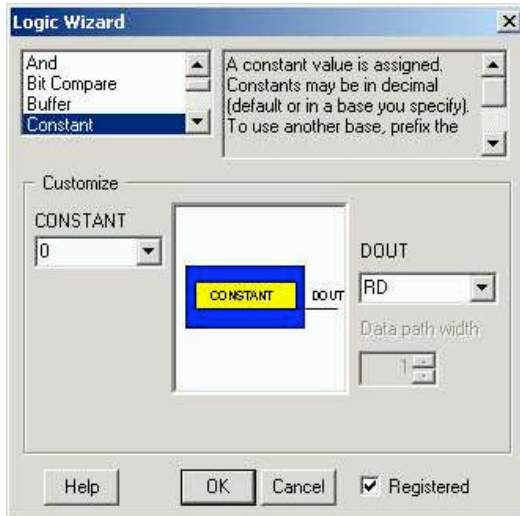 Logic Wizard
And
Bit Compare
Buffer
Constant
A constant value is assigned.
Constants may be in decimal
(default or in a base you specify).
To use another base, prefix the
Customize
CONSTANT
0
CONSTANT
DOUT
DOUT
RD
Data path width
1
Help
OK
Cancel
Registered